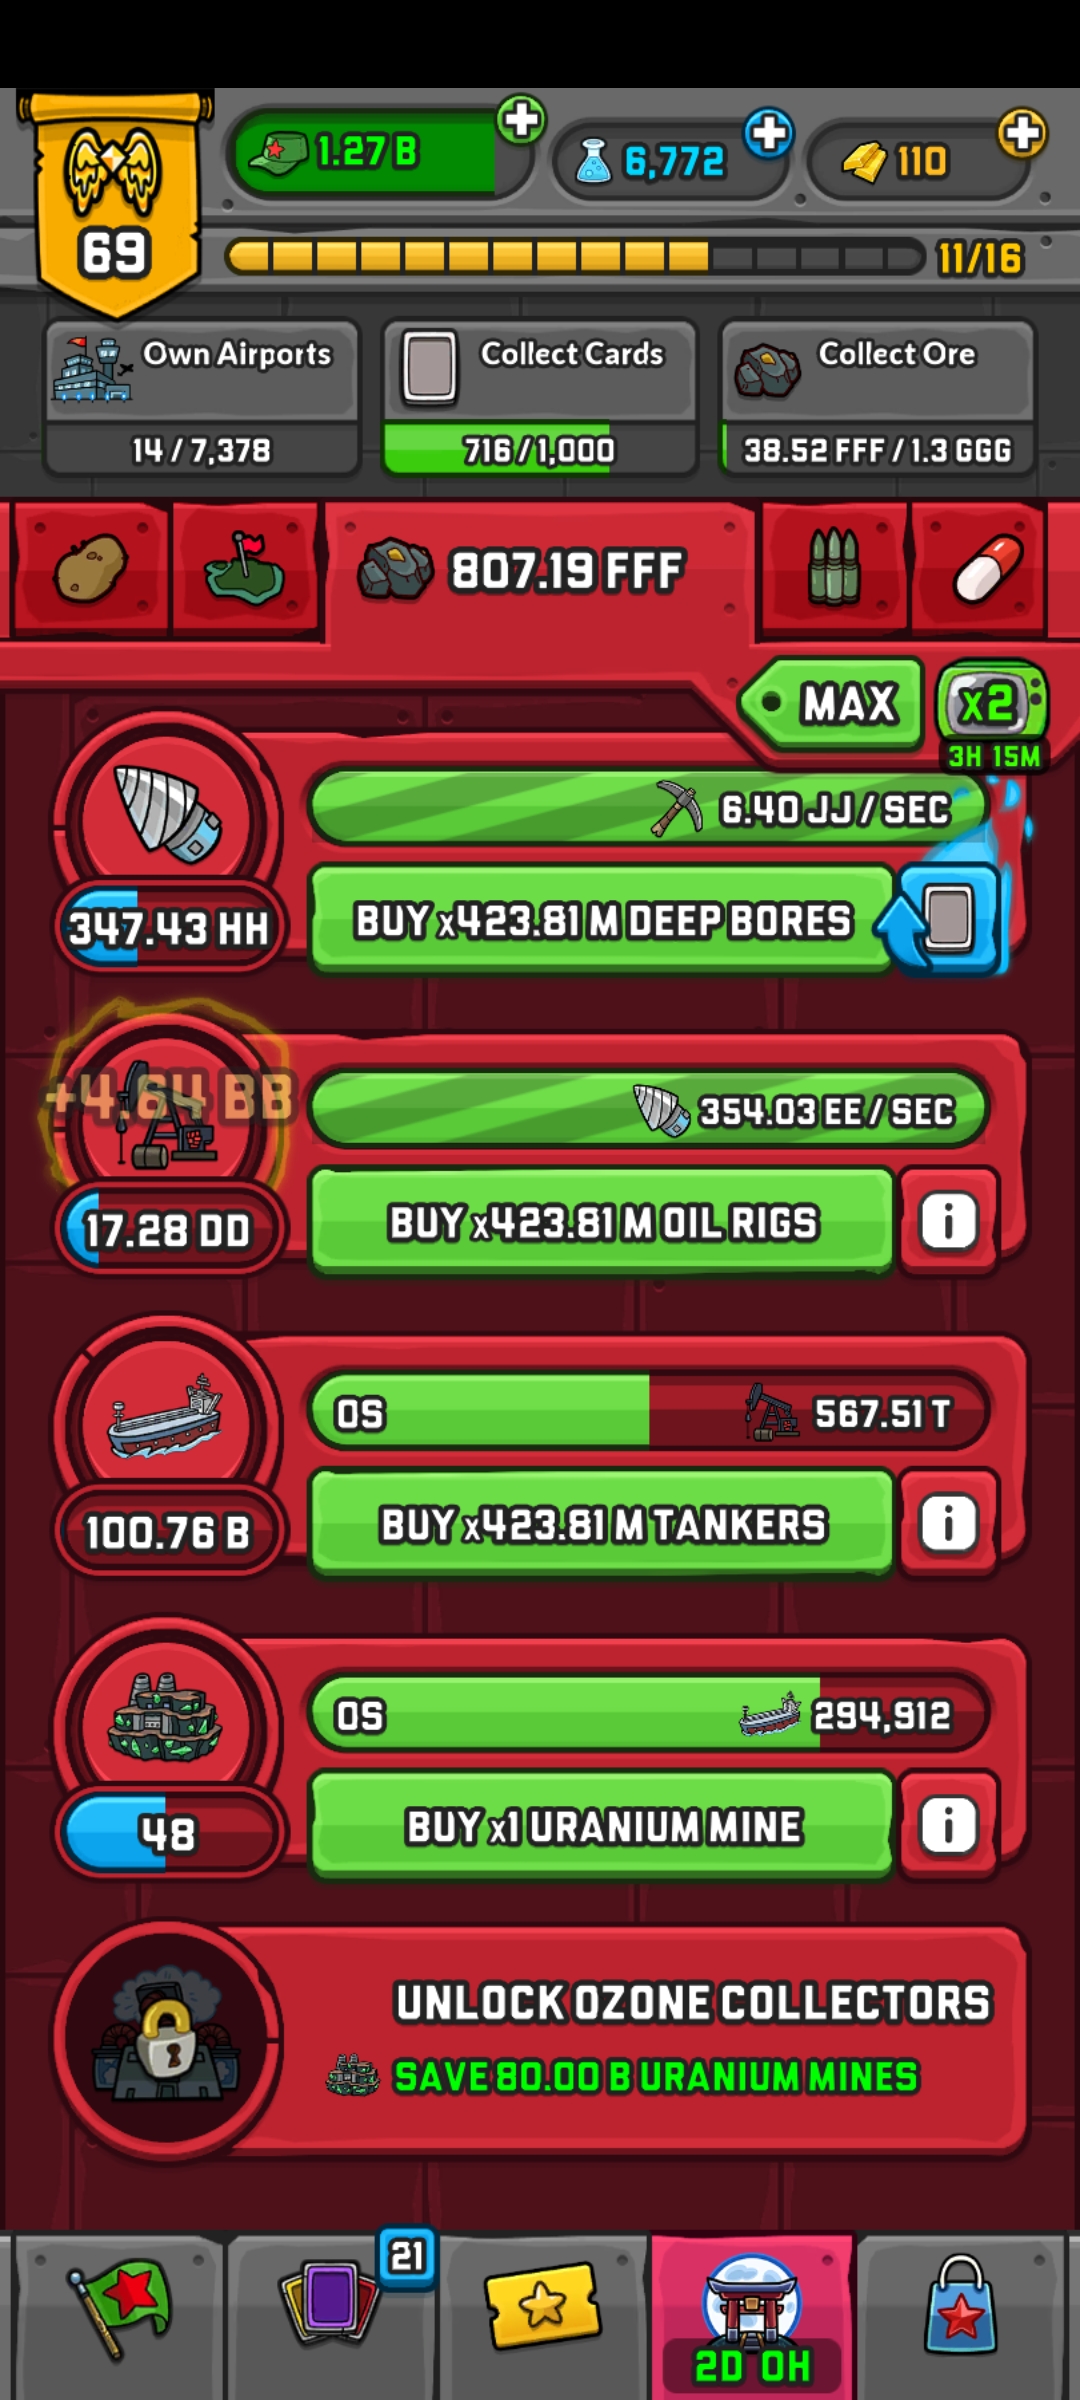 69
1.27 B
6,772
110
11/16
Own Airports
14/7,378
Collect Cards
716/1,000
Collect Ore
38.52 FFF/1.3 GGG
807.19 FFF
MAX
x2
3H 15M
6.40 JJ/SEC
347.43 HH
BUY x423.81 M DEEP BORES
+4.64 BB
354.03 EE/SEC
17.28 DD
BUY x423.81 M OIL RIGS
i
0S
567.51 T
100.76 B
BUY x423.81 M TANKERS
i
0S
294,912
48
BUY x1 URANIUM MINE
i
UNLOCK OZONE COLLECTORS
SAVE 80.00 B URANIUM MINES
21
2D 0H